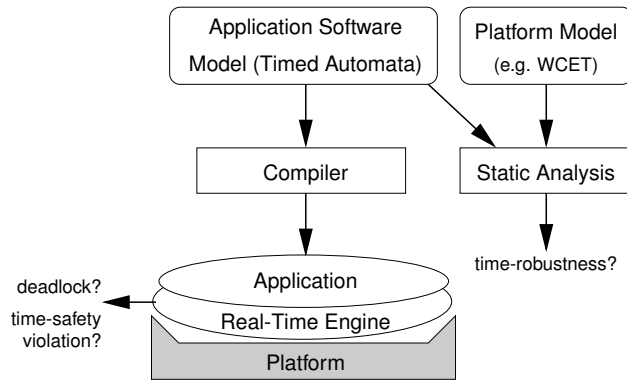 Application Software
Model (Timed Automata)
Platform Model
(e.g. WCET)
Compiler
Static Analysis
time-robustness?
Application
Real-Time Engine
Platform
deadlock?
time-safety
violation?